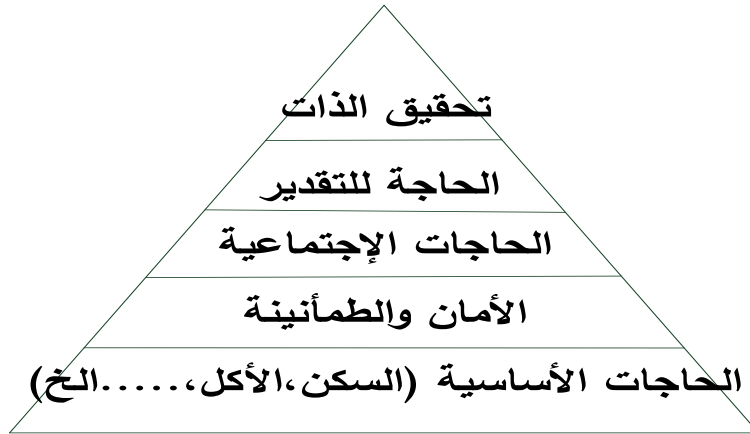 تحقيق الذات
الحاجة للتقدير
الحاجات الإجتماعية
الأمان والطمأنينة
الحاجات الأساسية (السكن،الأكل،.....الخ)